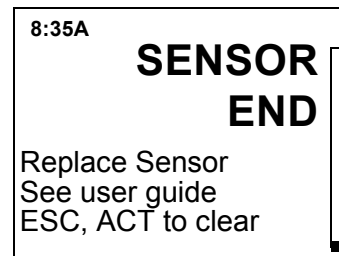 8:35A
SENSOR
END
Replace Sensor
See user guide
ESC, ACT to clear